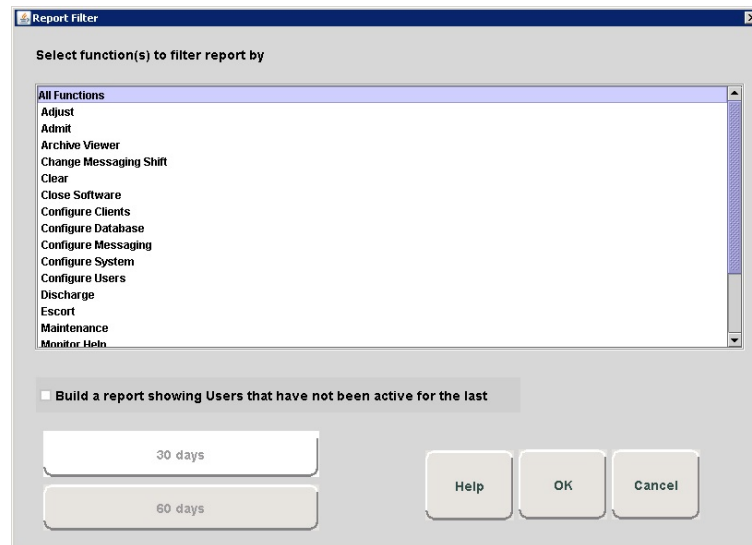 Report Filter
Select function(s) to filter report by
All Functions
Adjust
Admit
Archive Viewer
Change Messaging Shift
Clear
Close Software
Configure Clients
Configure Database
Configure Messaging
Configure System
Configure Users
Discharge
Escort
Maintenance
Monitor Help
Build a report showing Users that have not been active for the last
30 days
60 days
Help
OK
Cancel